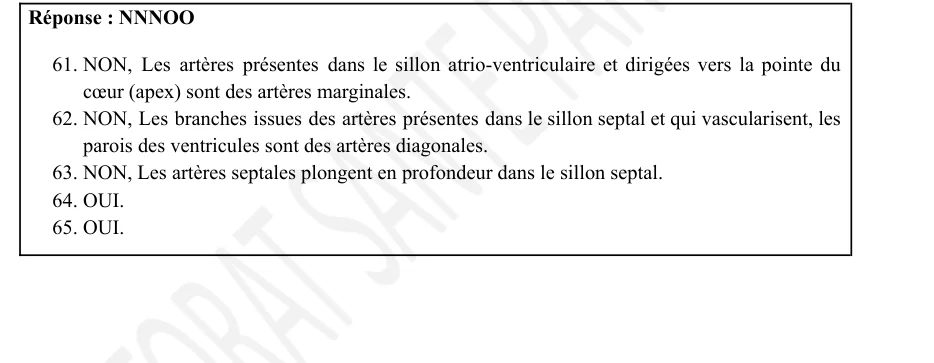 Réponse : NNNOO
61. NON, Les artères présentes dans le sillon atrio-ventriculaire et dirigées vers la pointe du
cœur (apex) sont des artères marginales.
62. NON, Les branches issues des artères présentes dans le sillon septal et qui vascularisent, les
parois des ventricules sont des artères diagonales.
63. NON, Les artères septales plongent en profondeur dans le sillon septal.
64. OUI.
65. OUI.